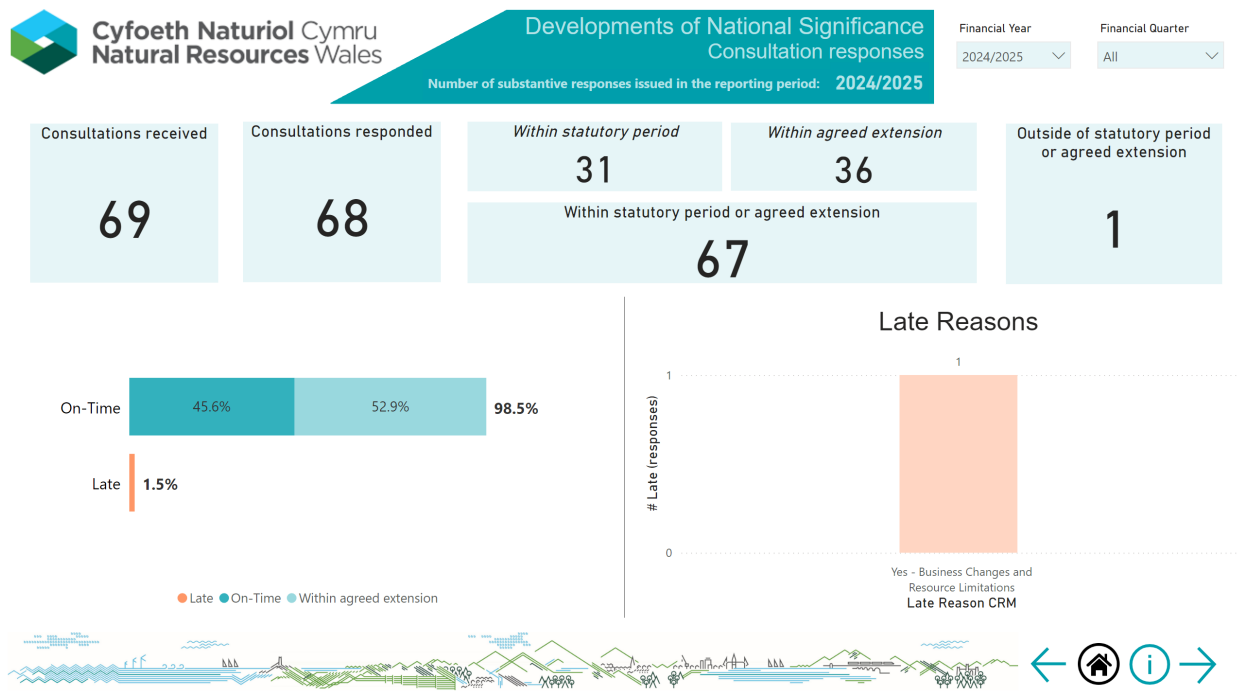 Cyfoeth Naturiol Cymru
Natural Resources Wales
Developments of National Significance
Consultation responses
Number of substantive responses issued in the reporting period: 2024/2025
Financial Year
2024/2025
Financial Quarter
All
Consultations received
69
Consultations responded
68
Within statutory period
31
Within agreed extension
36
Within statutory period or agreed extension
67
Outside of statutory period
or agreed extension
1
On-Time
45.6%
52.9%
98.5%
Late
1.5%
Late
On-Time
Within agreed extension
Late Reasons
1
1
# Late (responses)
0
Yes - Business Changes and
Resource Limitations
Late Reason CRM